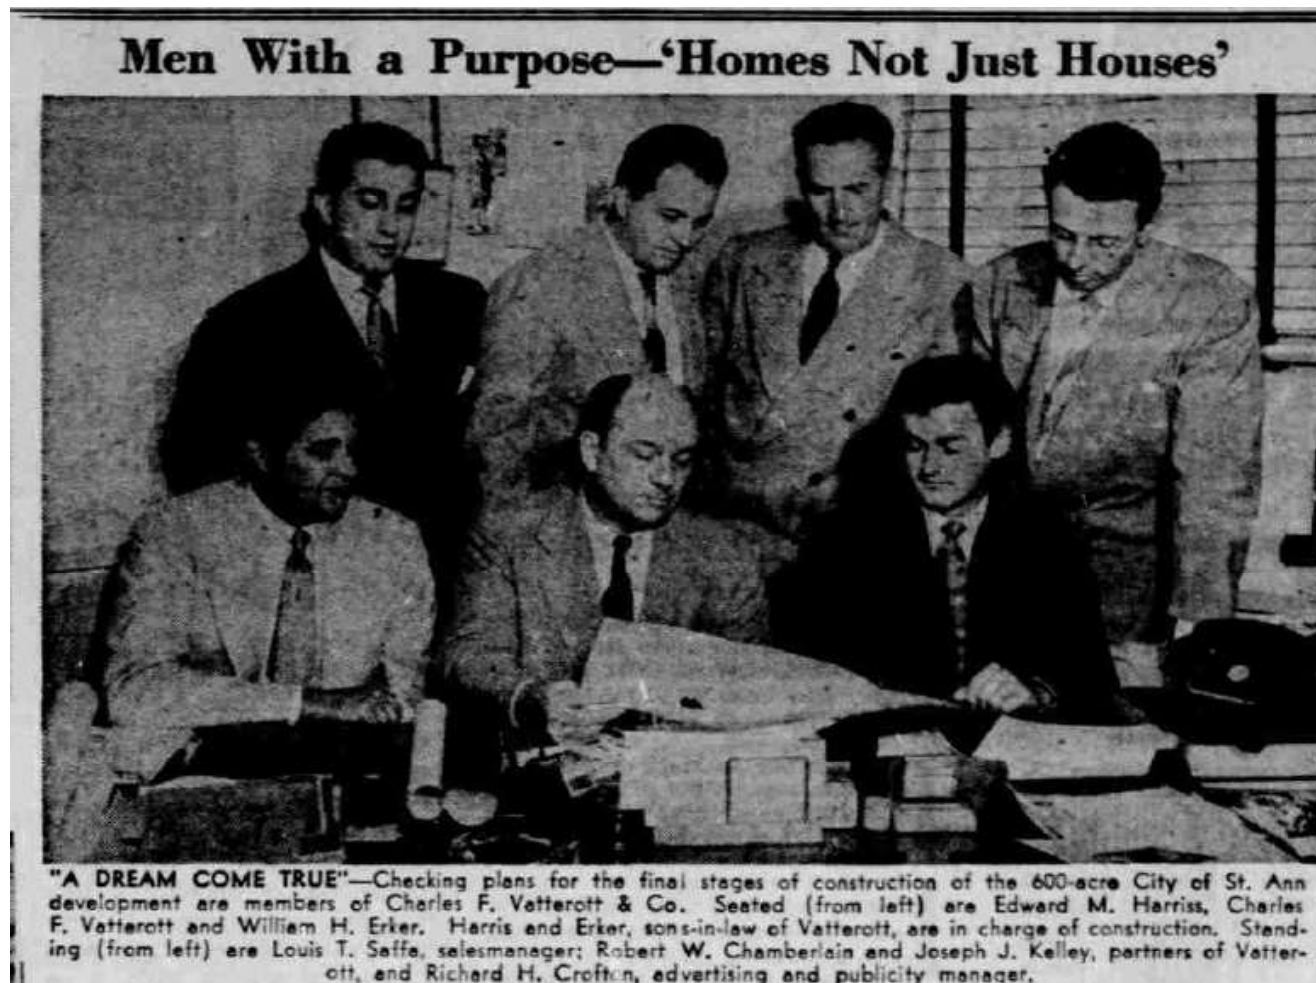 Men With a Purpose—‘Homes Not Just Houses’
"A DREAM COME TRUE"—Checking plans for the final stages of construction of the 600-acre City of St. Ann
development are members of Charles F. Vatterott & Co. Seated (from left) are Edward M. Harriss, Charles
F. Vatterott and William H. Erker. Harris and Erker, sons-in-law of Vatterott, are in charge of construction. Stand-
ing (from left) are Louis T. Saffa, salesmanager; Robert W. Chamberlain and Joseph J. Kelley, partners of Vatter-
ott, and Richard H. Crofton, advertising and publicity manager.